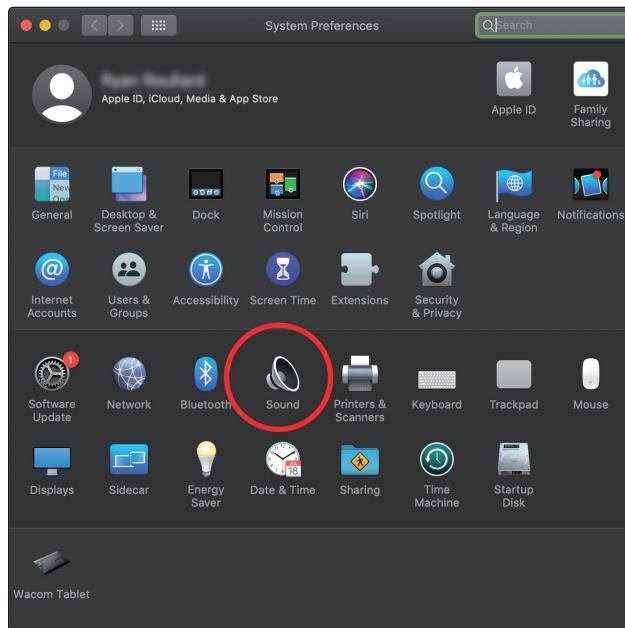 System Preferences
Search
Apple ID, iCloud, Media & App Store
Apple ID
Family
Sharing
File
New
Ope
General
Desktop &
Screen Saver
Dock
Mission
Control
Siri
Spotlight
Language
& Region
Notifications
@
Internet
Accounts
Users &
Groups
Accessibility
Screen Time
Extensions
Security
& Privacy
1
Software
Update
Network
Bluetooth
Sound
Printers &
Scanners
Keyboard
Trackpad
Mouse
JUL
18
Displays
Sidecar
Energy
Saver
Date & Time
Sharing
Time
Machine
Startup
Disk
Wacom Tablet